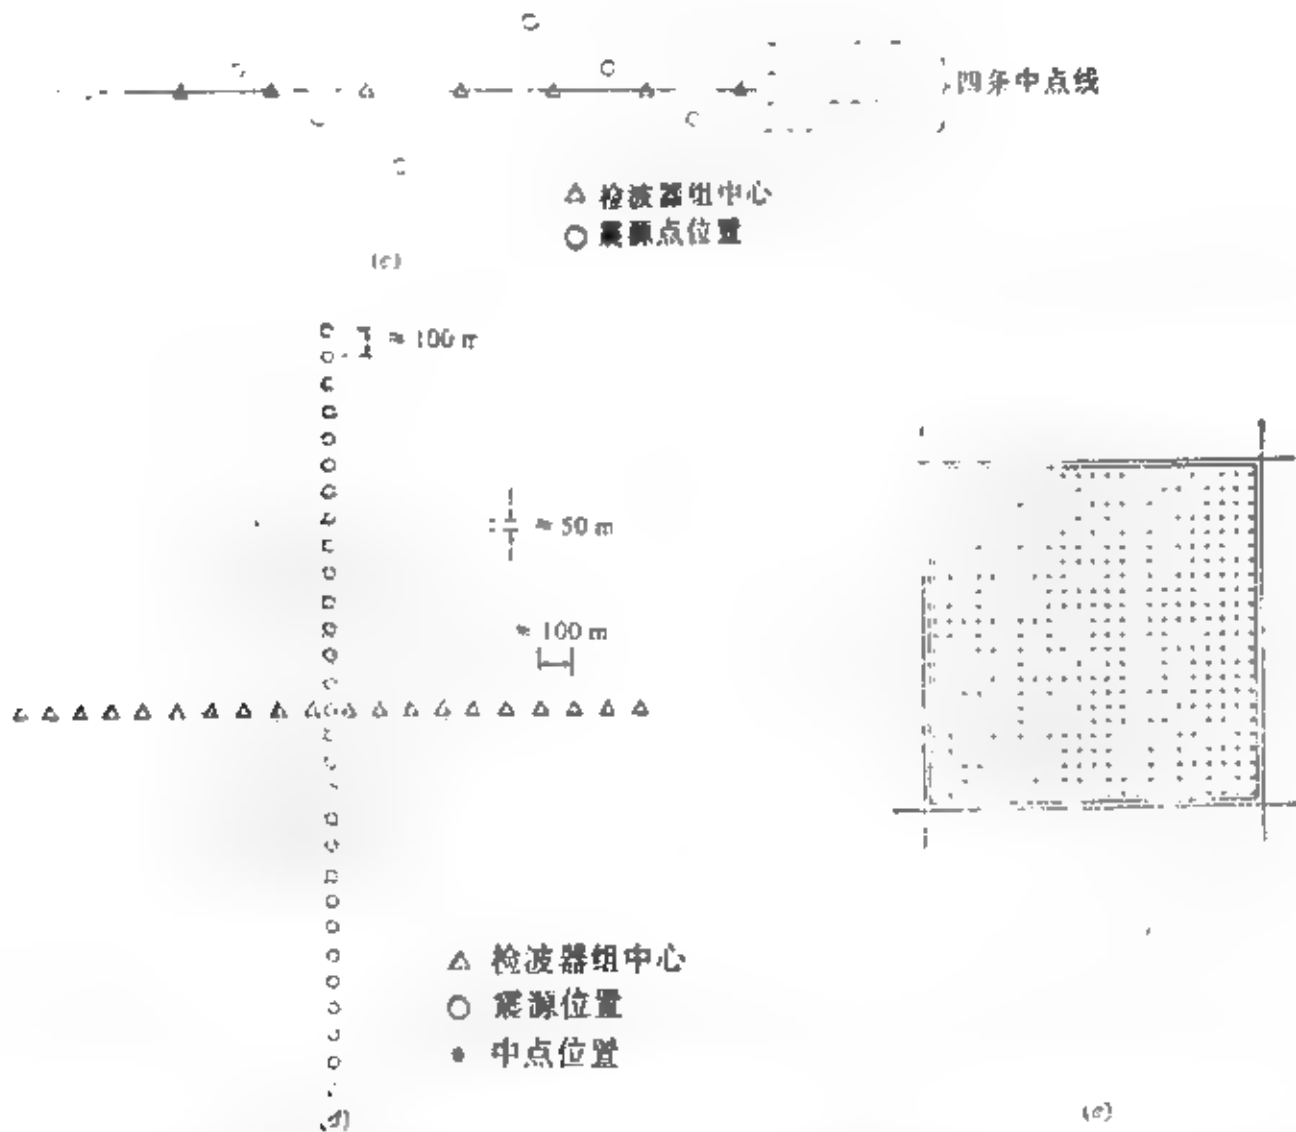 四条中点线
△ 检波器组中心
○ 震源点位置
(c)
≈ 100 m
≈ 50 m
≈ 100 m
△ 检波器组中心
○ 震源位置
• 中点位置
(d)
(e)